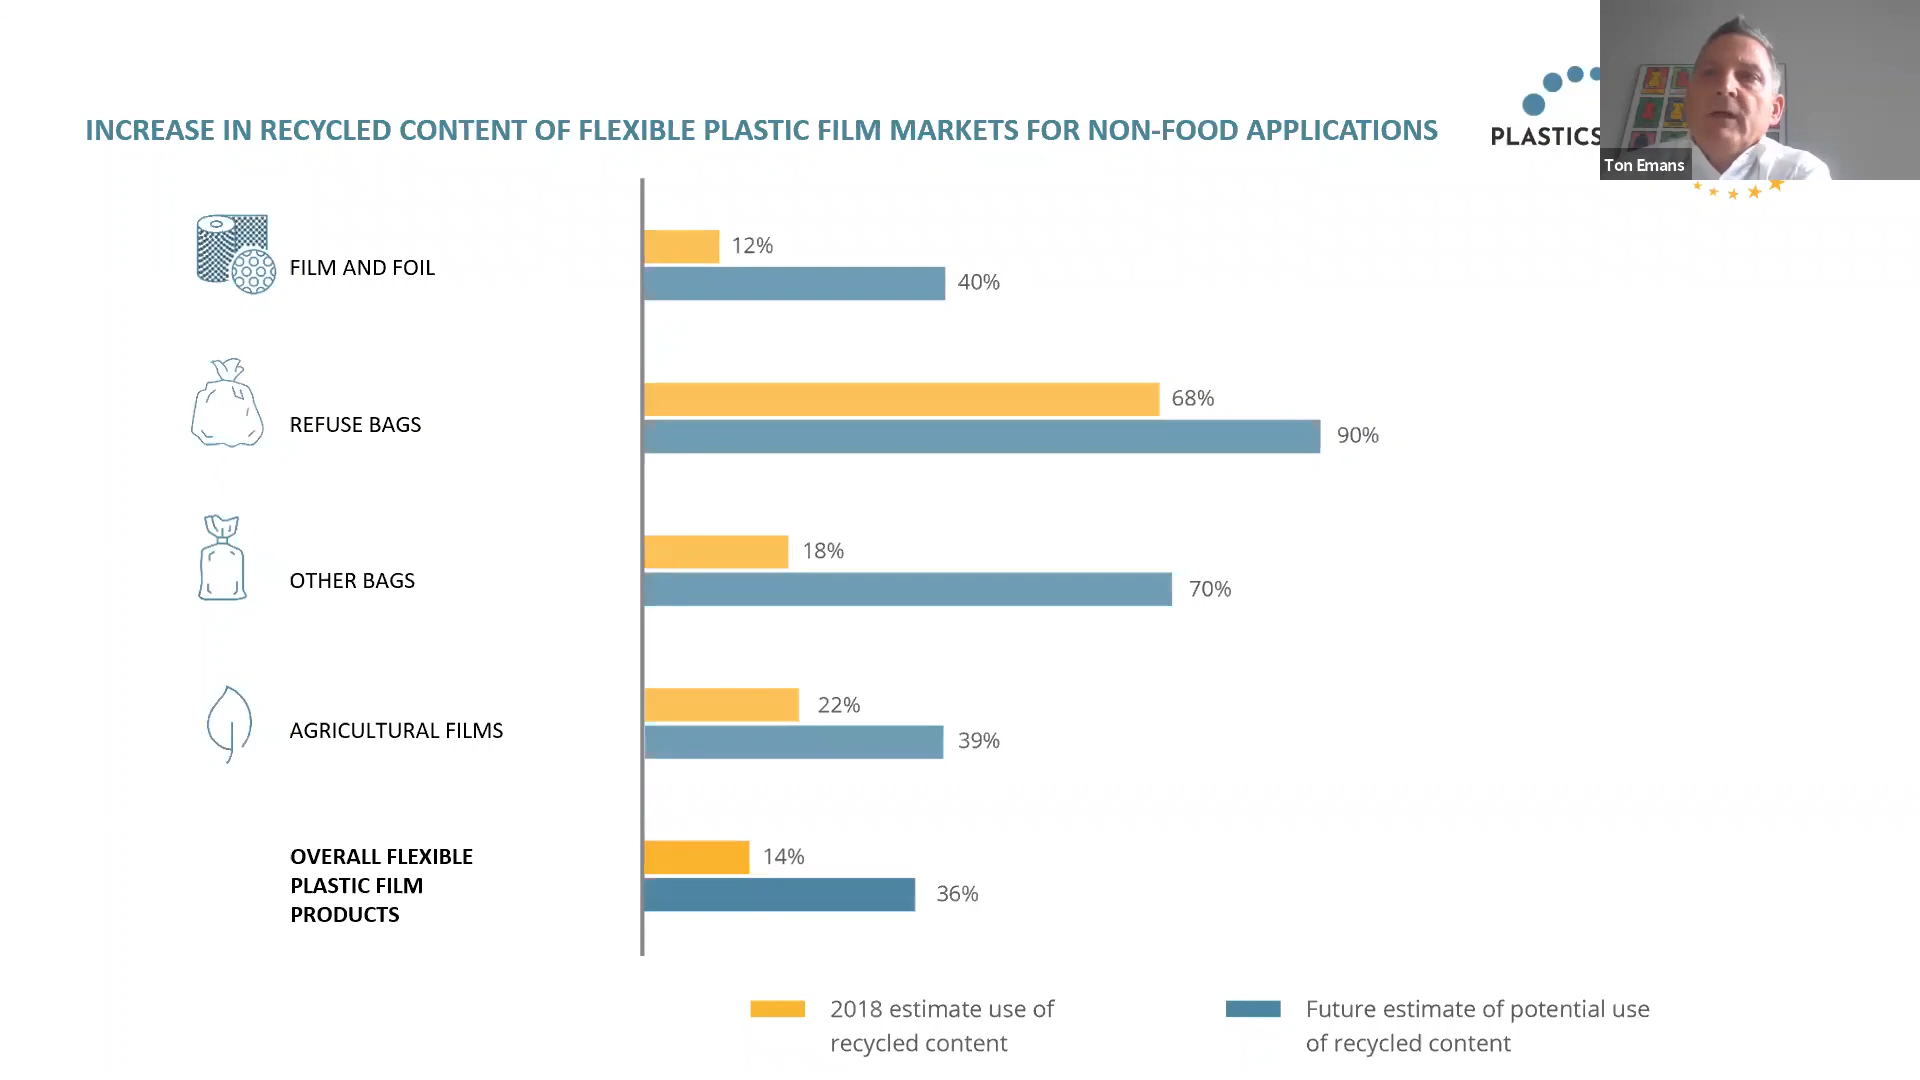 INCREASE IN RECYCLED CONTENT OF FLEXIBLE PLASTIC FILM MARKETS FOR NON-FOOD APPLICATIONS
PLASTICS
Ton Emans
FILM AND FOIL
12%
40%
REFUSE BAGS
68%
90%
OTHER BAGS
18%
70%
AGRICULTURAL FILMS
22%
39%
OVERALL FLEXIBLE
PLASTIC FILM
PRODUCTS
14%
36%
2018 estimate use of
recycled content
Future estimate of potential use
of recycled content